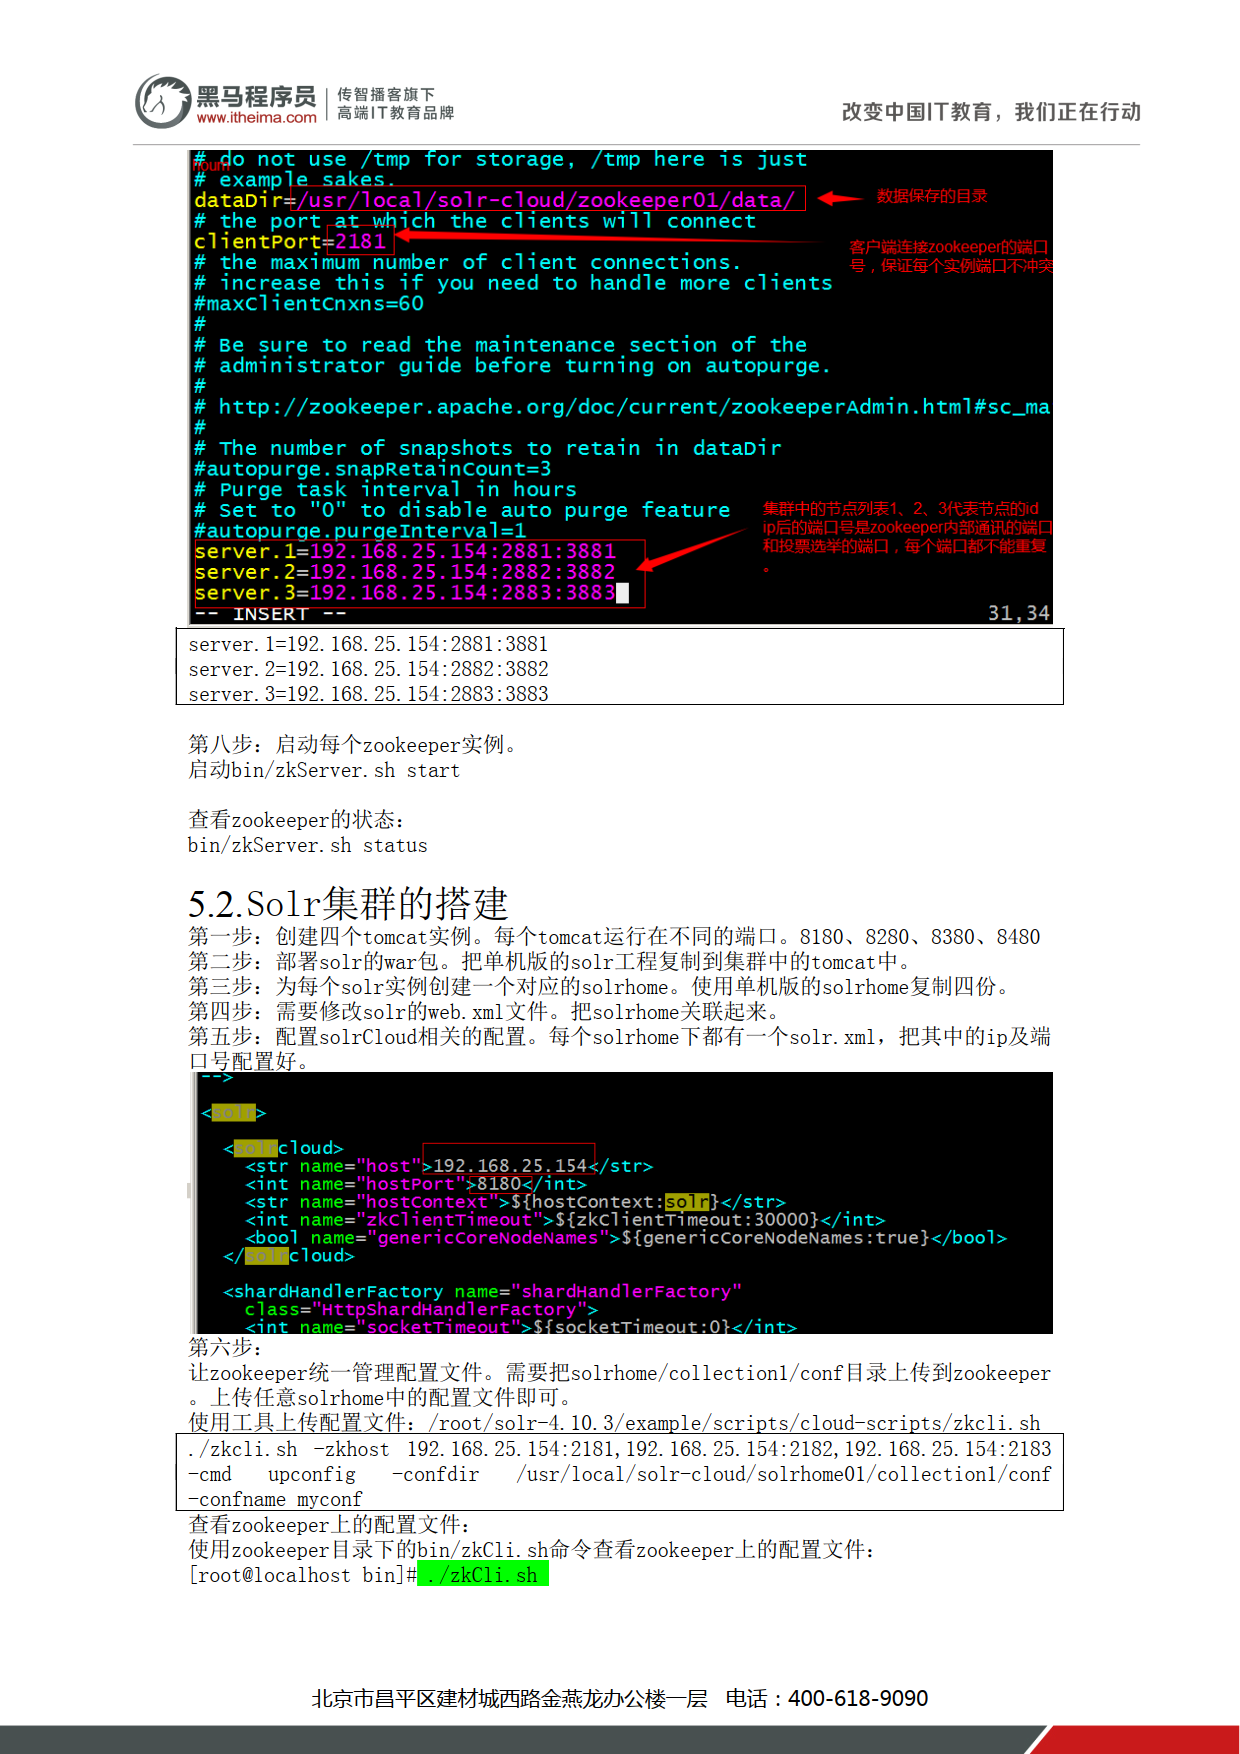 黑马程序员
www.itheima.com
传智播客旗下
高端IT教育品牌
改变中国IT教育，我们正在行动
# do not use /tmp for storage, /tmp here is just
# example sakes.
dataDir=/usr/local/solr-cloud/zookeeper01/data/
数据保存的目录
# the port at which the clients will connect
clientPort=2181
客户端连接zookeeper的端口
号，保证每个实例端口不冲突
# the maximum number of client connections.
# increase this if you need to handle more clients
#maxClientCnxns=60
#
# Be sure to read the maintenance section of the
# administrator guide before turning on autopurge.
#
# http://zookeeper.apache.org/doc/current/zookeeperAdmin.html#sc_ma
#
# The number of snapshots to retain in dataDir
#autopurge.snapRetainCount=3
# Purge task interval in hours
# Set to "0" to disable auto purge feature
#autopurge.purgeInterval=1
集群中的节点列表1、2、3代表节点的id
ip后的端口号是zookeeper内部通讯的端口
和投票选举的端口，每个端口都不能重复
。
server.1=192.168.25.154:2881:3881
server.2=192.168.25.154:2882:3882
server.3=192.168.25.154:2883:3883
-- INSERT --
31,34
server.1=192.168.25.154:2881:3881
server.2=192.168.25.154:2882:3882
server.3=192.168.25.154:2883:3883
第八步：启动每个zookeeper实例。
启动bin/zkServer.sh start
查看zookeeper的状态：
bin/zkServer.sh status
5.2.Solr集群的搭建
第一步：创建四个tomcat实例。每个tomcat运行在不同的端口。8180、8280、8380、8480
第二步：部署solr的war包。把单机版的solr工程复制到集群中的tomcat中。
第三步：为每个solr实例创建一个对应的solrhome。使用单机版的solrhome复制四份。
第四步：需要修改solr的web.xml文件。把solrhome关联起来。
第五步：配置solrCloud相关的配置。每个solrhome下都有一个solr.xml，把其中的ip及端
口号配置好。
-->
<solr>
<solrcloud>
<str name="host">192.168.25.154</str>
<int name="hostPort">8180</int>
<str name="hostContext">${hostContext:solr}</str>
<int name="zkClientTimeout">${zkClientTimeout:30000}</int>
<bool name="genericCoreNodeNames">${genericCoreNodeNames:true}</bool>
</solrcloud>
<shardHandlerFactory name="shardHandlerFactory"
class="HttpShardHandlerFactory">
<int name="socketTimeout">${socketTimeout:0}</int>
第六步：
让zookeeper统一管理配置文件。需要把solrhome/collection1/conf目录上传到zookeeper
。上传任意solrhome中的配置文件即可。
使用工具上传配置文件：/root/solr-4.10.3/example/scripts/cloud-scripts/zkcli.sh
./zkcli.sh -zkhost 192.168.25.154:2181,192.168.25.154:2182,192.168.25.154:2183
-cmd upconfig -confdir /usr/local/solr-cloud/solrhome01/collection1/conf
-confname myconf
查看zookeeper上的配置文件：
使用zookeeper目录下的bin/zkCli.sh命令查看zookeeper上的配置文件：
[root@localhost bin]# ./zkCli.sh
北京市昌平区建材城西路金燕龙办公楼一层 电话：400-618-9090